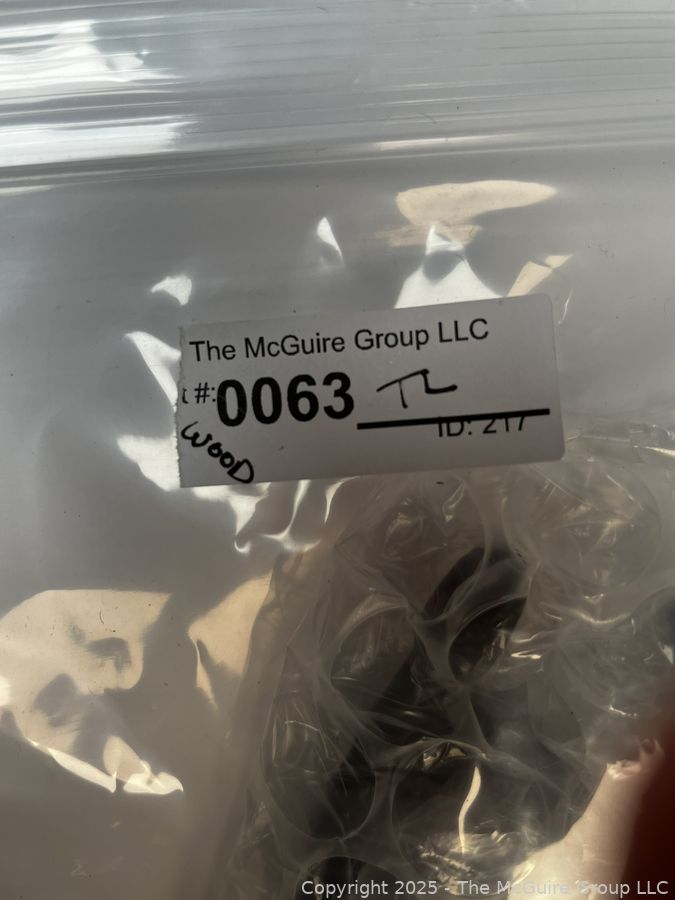 The McGuire Group LLC
#: 0063 TL
ID: 217
WOOD
Copyright 2025 - The McGuire Group LLC